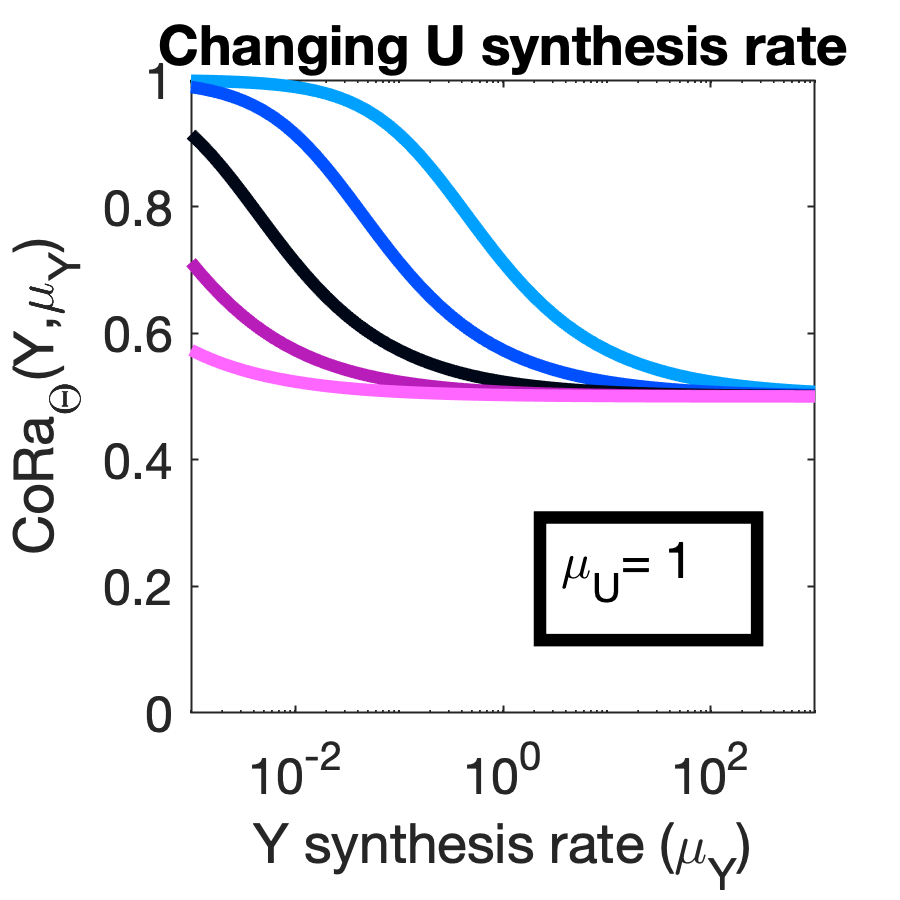 Changing U synthesis rate
CoRa_Θ(Y,μ_Y)
1
0.8
0.6
0.4
0.2
0
μ_U= 1
10^-2
10^0
10^2
Y synthesis rate (μ_Y)